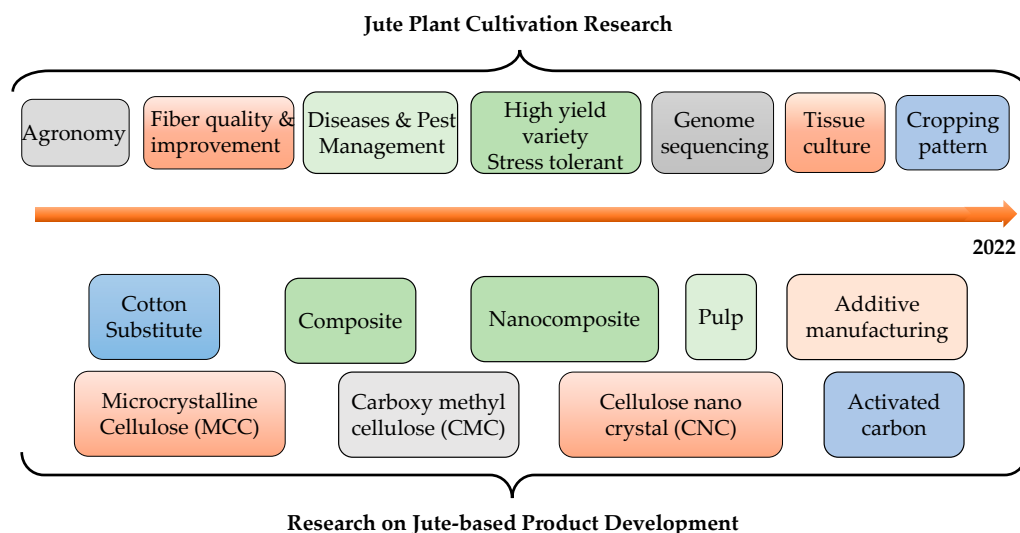 Jute Plant Cultivation Research
Agronomy
Fiber quality &
improvement
Diseases & Pest
Management
High yield
variety
Stress tolerant
Genome
sequencing
Tissue
culture
Cropping
pattern
2022
Cotton
Substitute
Composite
Nanocomposite
Pulp
Additive
manufacturing
Microcrystalline
Cellulose (MCC)
Carboxy methyl
cellulose (CMC)
Cellulose nano
crystal (CNC)
Activated
carbon
Research on Jute-based Product Development